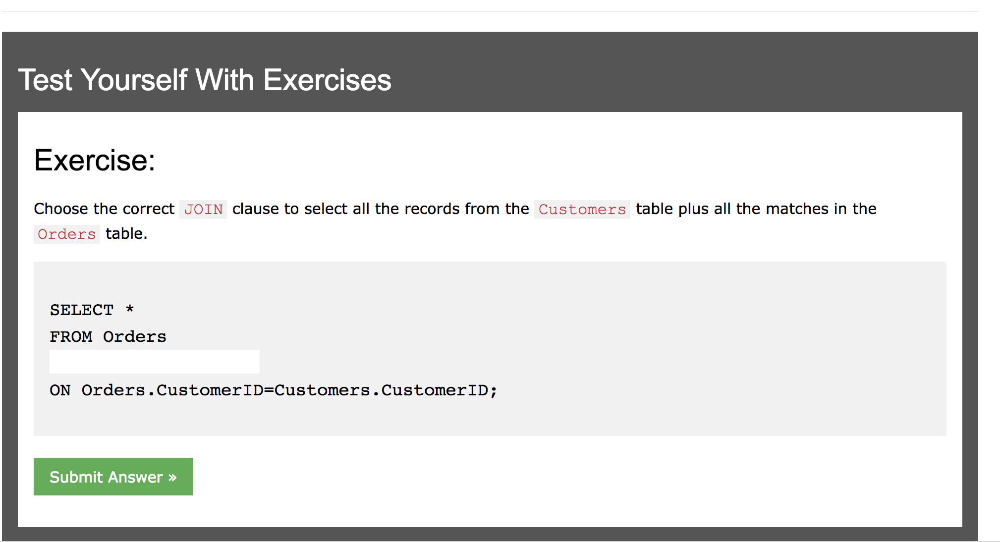 Test Yourself With Exercises
Exercise:
Choose the correct JOIN clause to select all the records from the Customers table plus all the matches in the
Orders table.
SELECT *
FROM Orders
ON Orders.CustomerID=Customers.CustomerID;
Submit Answer »